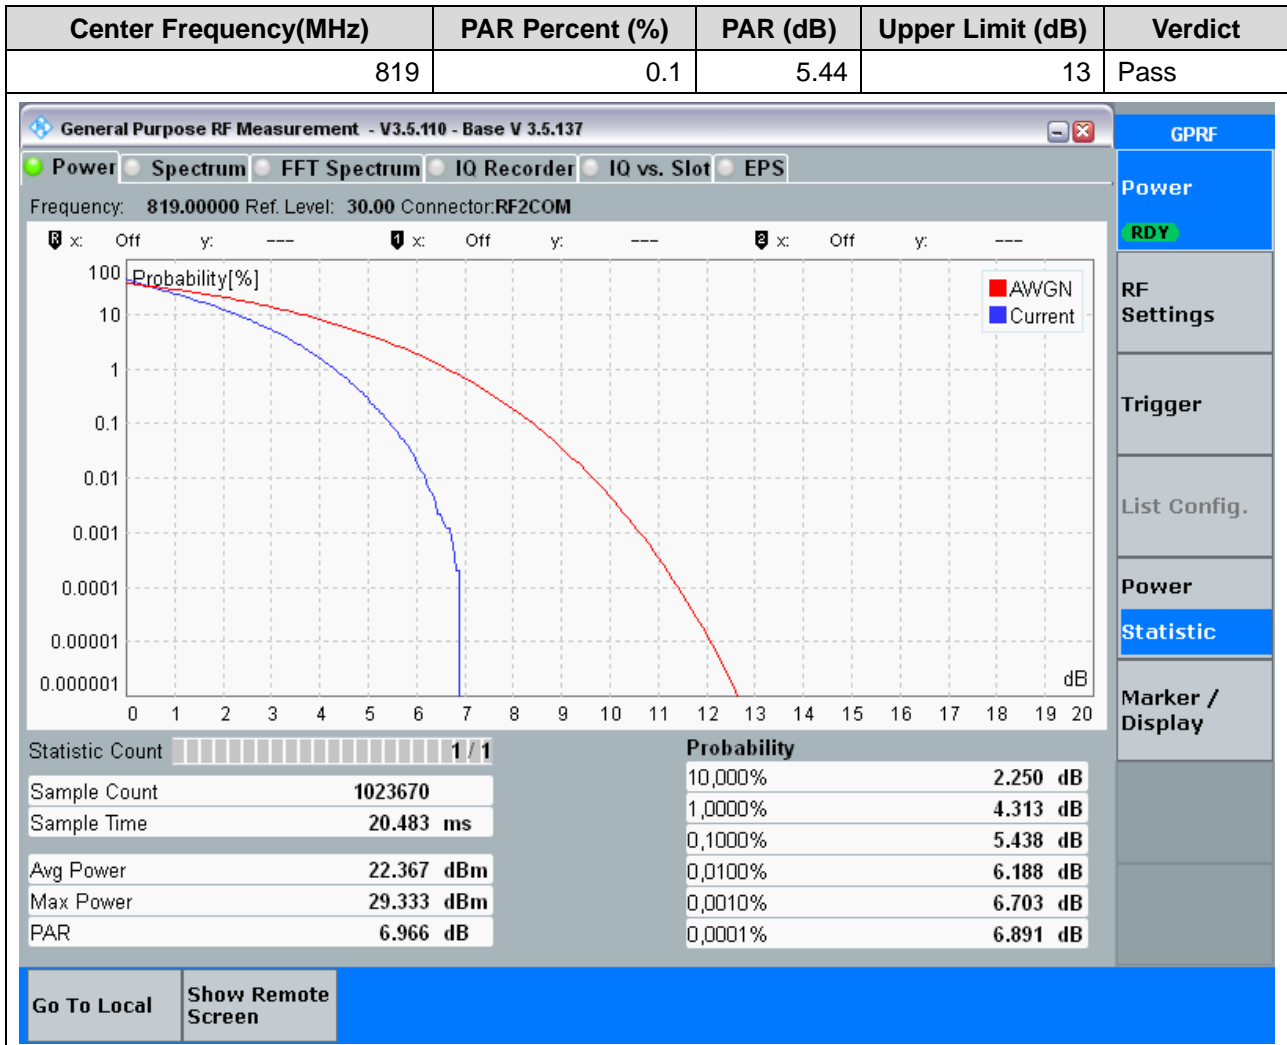 Center Frequency(MHz) PAR Percent (%) PAR (dB) Upper Limit (dB) Verdict
819 0.1 5.44 13 Pass
General Purpose RF Measurement - V3.5.110 - Base V 3.5.137
GPRF
Power Spectrum FFT Spectrum IQ Recorder IQ vs. Slot EPS
Power
RDY
Frequency: 819.00000 Ref. Level: 30.00 Connector:RF2COM
R x: Off y: --- 1 x: Off y: --- 2 x: Off y: ---
Probability[%]
AWGN
Current
100
10
1
0.1
0.01
0.001
0.0001
0.00001
0.000001
dB
0 1 2 3 4 5 6 7 8 9 10 11 12 13 14 15 16 17 18 19 20
RF
Settings
Trigger
List Config.
Power
Statistic
Marker /
Display
Statistic Count 1 / 1
Sample Count 1023670
Sample Time 20.483 ms
Avg Power 22.367 dBm
Max Power 29.333 dBm
PAR 6.966 dB
Probability
10,000% 2.250 dB
1,0000% 4.313 dB
0,1000% 5.438 dB
0,0100% 6.188 dB
0,0010% 6.703 dB
0,0001% 6.891 dB
Go To Local
Show Remote
Screen